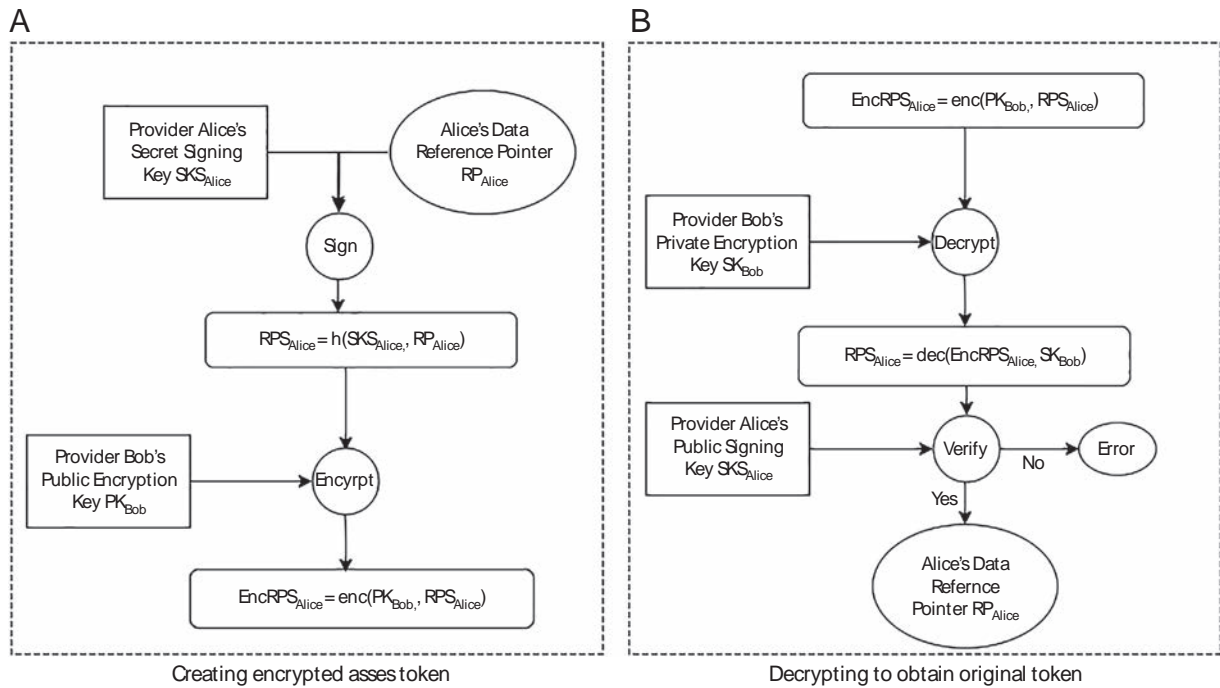 A
Provider Alice's
Secret Signing
Key SKS_Alice
Alice's Data
Reference Pointer
RP_Alice
Sign
RPS_Alice = h(SKS_Alice,, RP_Alice)
Provider Bob's
Public Encryption
Key PK_Bob
Encyrpt
EncRPS_Alice = enc(PK_Bob,, RPS_Alice)
Creating encrypted asses token
B
EncRPS_Alice = enc(PK_Bob,, RPS_Alice)
Provider Bob's
Private Encryption
Key SK_Bob
Decrypt
RPS_Alice = dec(EncRPS_Alice, SK_Bob)
Provider Alice's
Public Signing
Key SKS_Alice
Verify
No
Error
Yes
Alice's Data
Refernce
Pointer RP_Alice
Decrypting to obtain original token